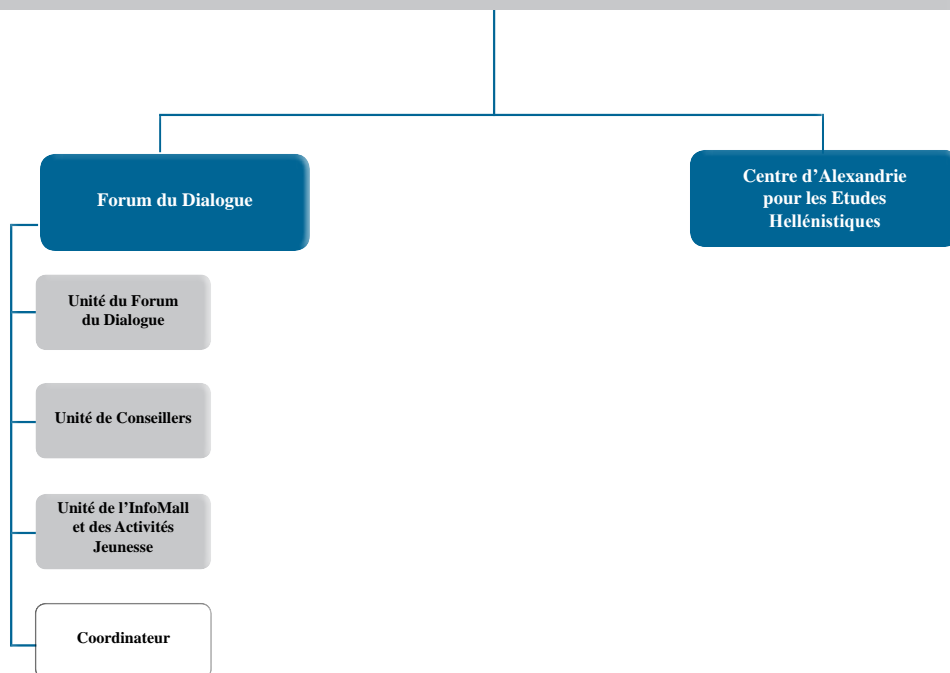 Forum du Dialogue
Centre d’Alexandrie
pour les Etudes
Hellénistiques
Unité du Forum
du Dialogue
Unité de Conseillers
Unité de l’InfoMall
et des Activités
Jeunesse
Coordinateur